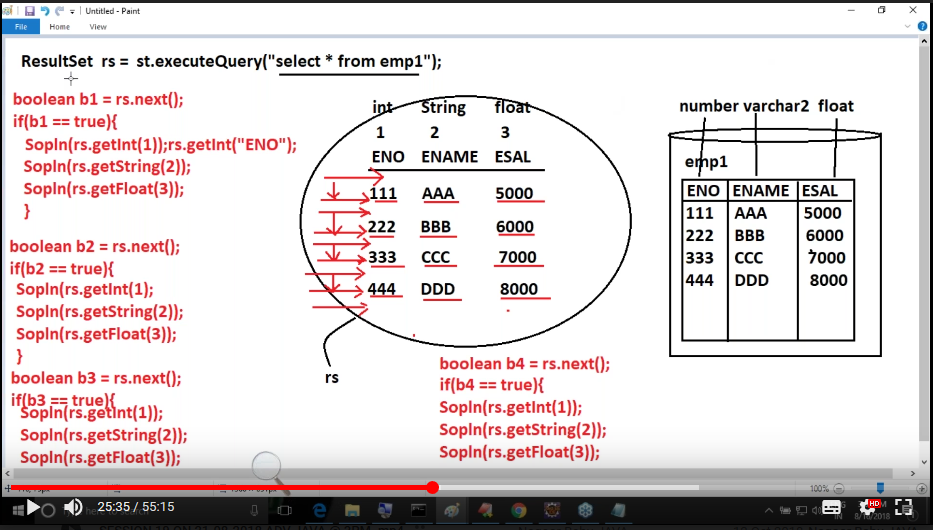 Untitled - Paint
File Home View
ResultSet rs = st.executeQuery("select * from emp1");
boolean b1 = rs.next();
if(b1 == true){
Sopln(rs.getInt(1));rs.getInt("ENO");
Sopln(rs.getString(2));
Sopln(rs.getFloat(3));
}
boolean b2 = rs.next();
if(b2 == true){
Sopln(rs.getInt(1);
Sopln(rs.getString(2));
Sopln(rs.getFloat(3));
}
boolean b3 = rs.next();
if(b3 == true){
Sopln(rs.getInt(1));
Sopln(rs.getString(2));
Sopln(rs.getFloat(3));
int String float
1 2 3
ENO ENAME ESAL
111 AAA 5000
222 BBB 6000
333 CCC 7000
444 DDD 8000
rs
boolean b4 = rs.next();
if(b4 == true){
Sopln(rs.getInt(1));
Sopln(rs.getString(2));
Sopln(rs.getFloat(3);
number varchar2 float
emp1
ENO ENAME ESAL
111 AAA 5000
222 BBB 6000
333 CCC 7000
444 DDD 8000
100%
25:35 / 55:15
HD